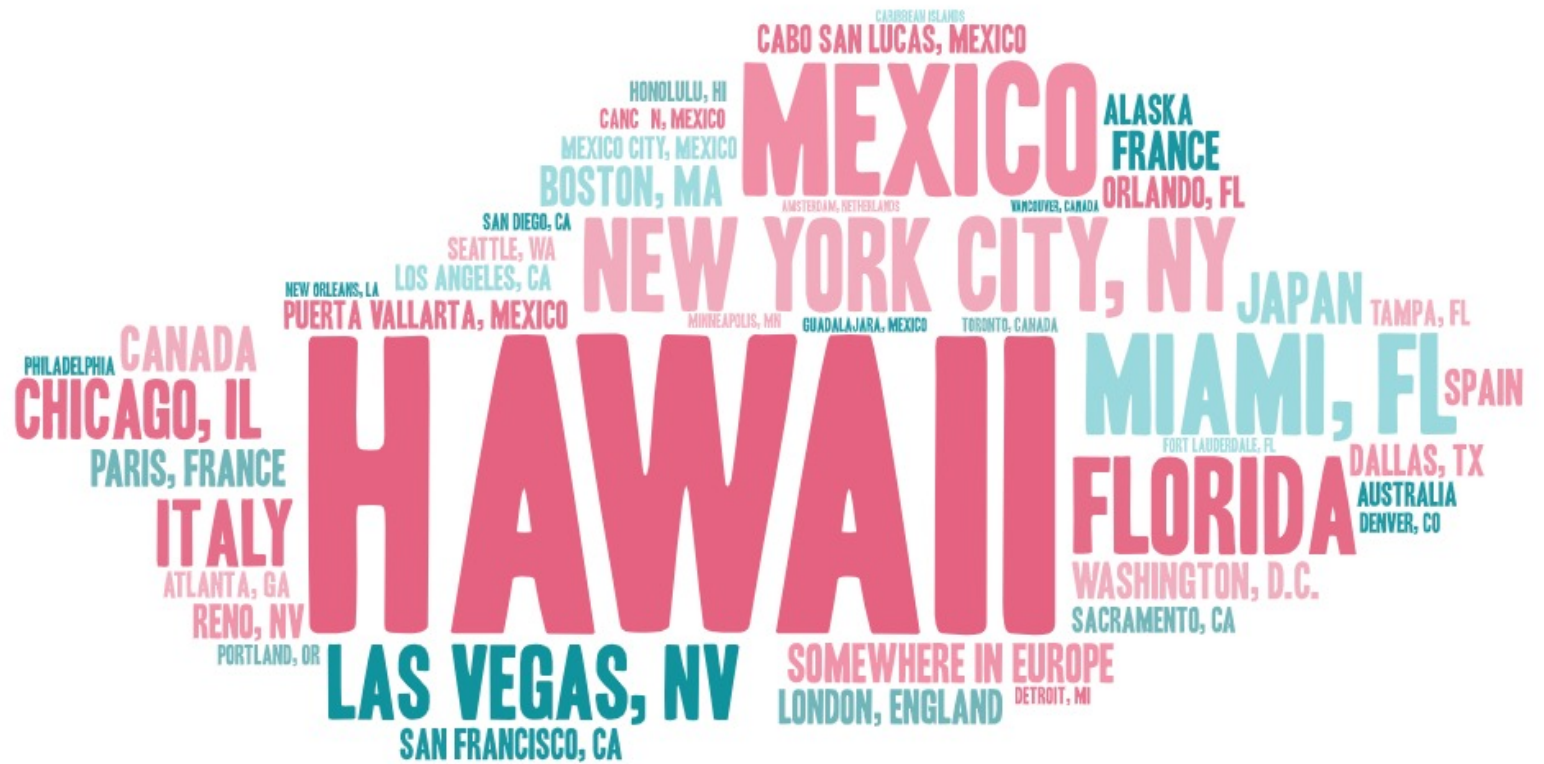 CARIBBEAN ISLANDS
CABO SAN LUCAS, MEXICO
MEXICO
HONOLULU, HI
CANC N, MEXICO
MEXICO CITY, MEXICO
BOSTON, MA
ALASKA
FRANCE
ORLANDO, FL
AMSTERDAM, NETHERLANDS
VANCOUVER, CANADA
SAN DIEGO, CA
SEATTLE, WA
LOS ANGELES, CA
NEW YORK CITY, NY
NEW ORLEANS, LA
PUERTA VALLARTA, MEXICO
JAPAN
TAMPA, FL
MINNEAPOLIS, MN
GUADALAJARA, MEXICO
TORONTO, CANADA
CANADA
PHILADELPHIA
CHICAGO, IL
PARIS, FRANCE
HAWAII
MIAMI, FL
SPAIN
FORT LAUDERDALE, FL
DALLAS, TX
FLORIDA
AUSTRALIA
DENVER, CO
ITALY
ATLANTA, GA
RENO, NV
WASHINGTON, D.C.
SACRAMENTO, CA
PORTLAND, OR
LAS VEGAS, NV
SOMEWHERE IN EUROPE
LONDON, ENGLAND
DETROIT, MI
SAN FRANCISCO, CA